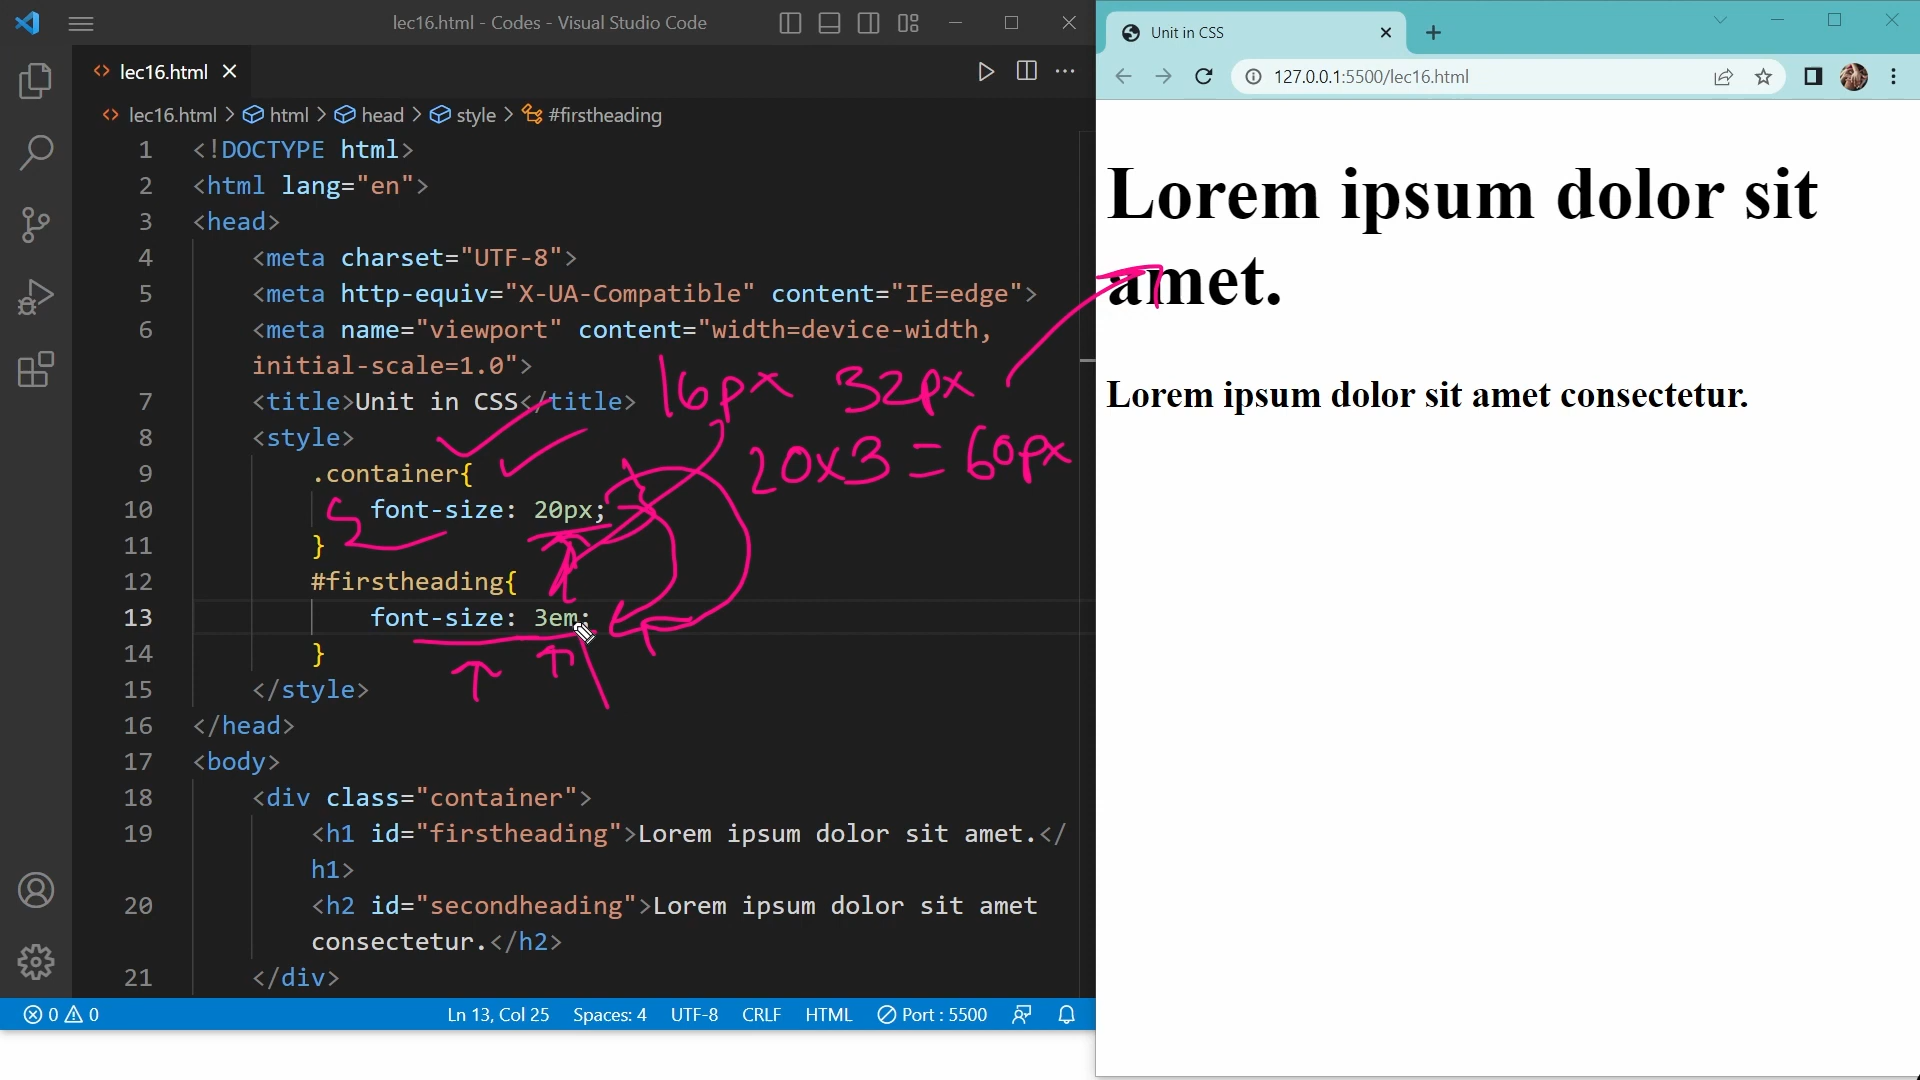 lec16.html - Codes - Visual Studio Code
lec16.html
lec16.html > html > head > style > #firstheading
1 <!DOCTYPE html>
2 <html lang="en">
3 <head>
4 <meta charset="UTF-8">
5 <meta http-equiv="X-UA-Compatible" content="IE=edge">
6 <meta name="viewport" content="width=device-width,
initial-scale=1.0">
7 <title>Unit in CSS</title>
8 <style>
9 .container{
10 font-size: 20px;
11 }
12 #firstheading{
13 font-size: 3em;
14 }
15 </style>
16 </head>
17 <body>
18 <div class="container">
19 <h1 id="firstheading">Lorem ipsum dolor sit amet.</
h1>
20 <h2 id="secondheading">Lorem ipsum dolor sit amet
consectetur.</h2>
21 </div>
16px 32px
20x3 = 60px
0 0 Ln 13, Col 25 Spaces: 4 UTF-8 CRLF HTML Port : 5500
Unit in CSS
127.0.0.1:5500/lec16.html
Lorem ipsum dolor sit
amet.
Lorem ipsum dolor sit amet consectetur.